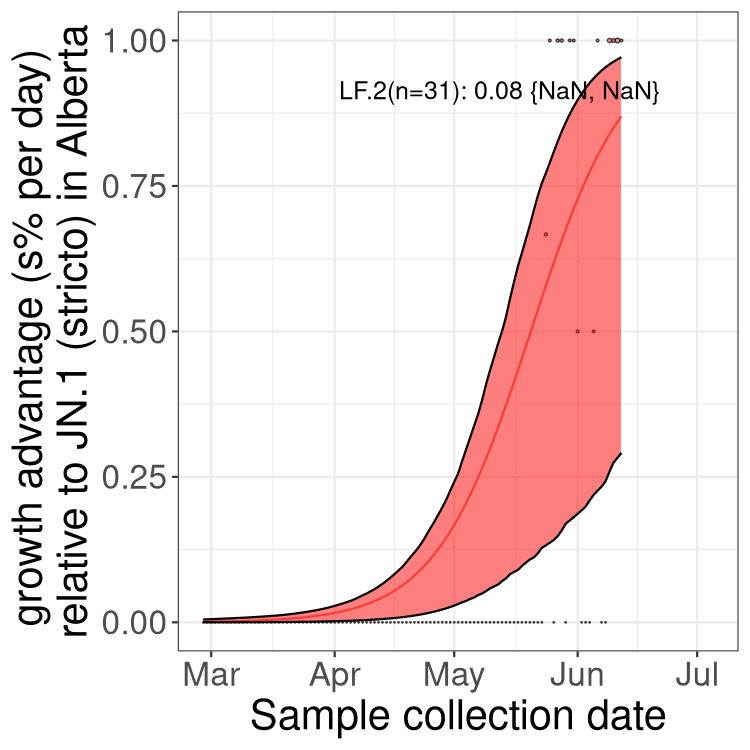 growth advantage (s% per day)
relative to JN.1 (stricto) in Alberta
1.00
0.75
0.50
0.25
0.00
LF.2(n=31): 0.08 {NaN, NaN}
Mar Apr May Jun Jul
Sample collection date